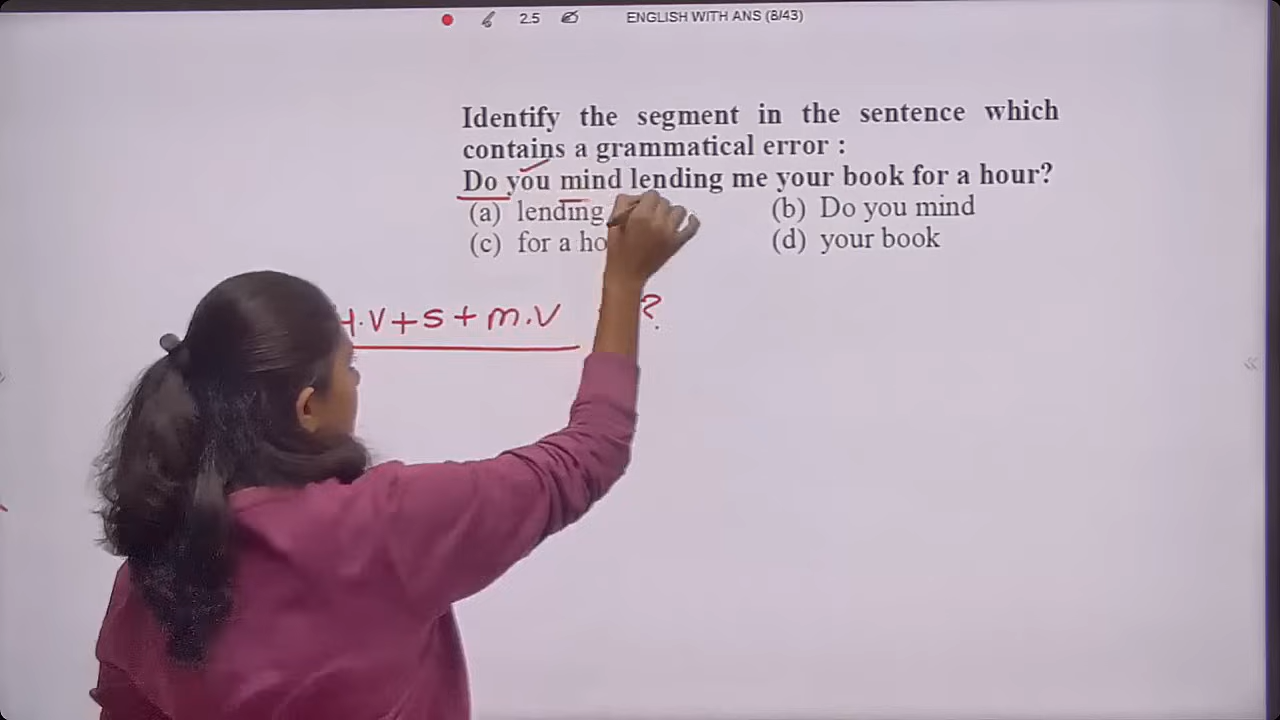 2.5 ENGLISH WITH ANS (8/43)
Identify the segment in the sentence which
contains a grammatical error :
Do you mind lending me your book for a hour?
(a) lending (b) Do you mind
(c) for a (d) your book
.V+S+m.V ?